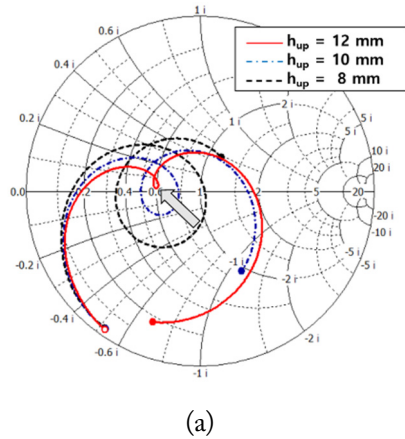 1 i
h_up = 12 mm
h_up = 10 mm
h_up = 8 mm
0.6 i
0.4 i
0.2 i
2 i
5 i
10 i
20 i
0.0
0.2
0.4
1
2
5
20
-20 i
-10 i
-5 i
-0.2 i
-1 i
-0.4 i
-2 i
-0.6 i
-1 i
(a)